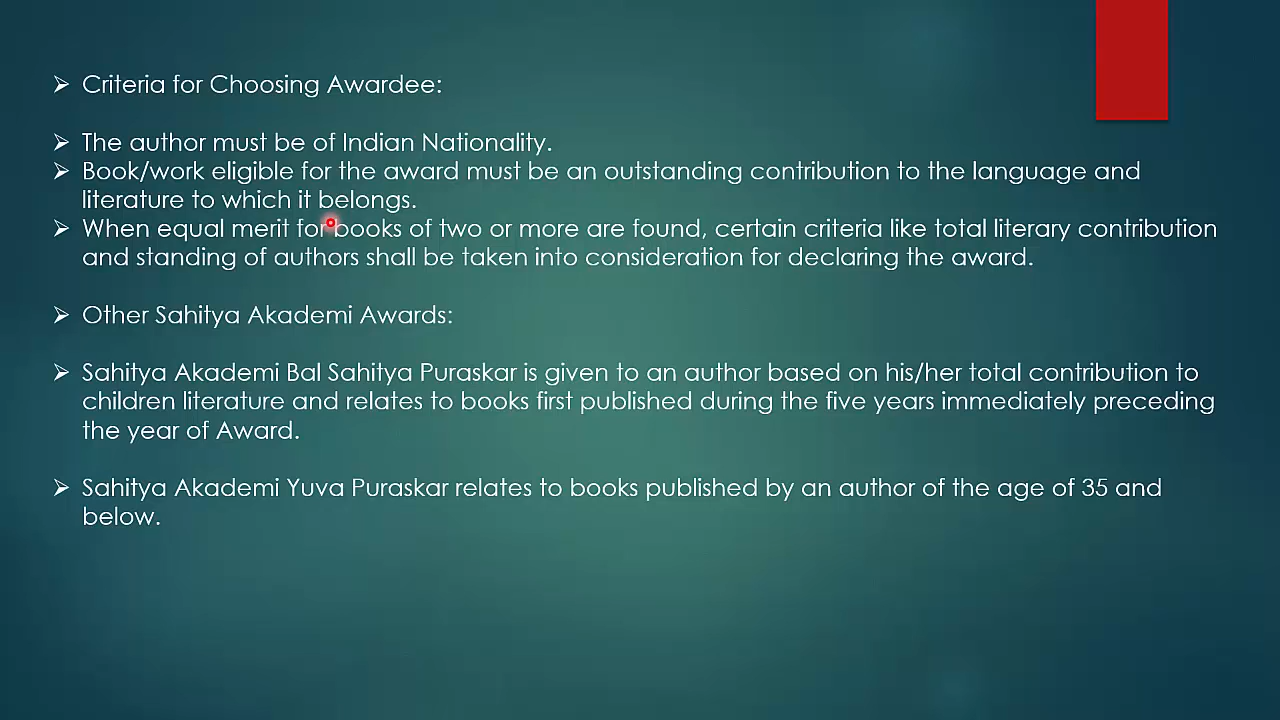 Criteria for Choosing Awardee:
The author must be of Indian Nationality.
Book/work eligible for the award must be an outstanding contribution to the language and
literature to which it belongs.
When equal merit for books of two or more are found, certain criteria like total literary contribution
and standing of authors shall be taken into consideration for declaring the award.
Other Sahitya Akademi Awards:
Sahitya Akademi Bal Sahitya Puraskar is given to an author based on his/her total contribution to
children literature and relates to books first published during the five years immediately preceding
the year of Award.
Sahitya Akademi Yuva Puraskar relates to books published by an author of the age of 35 and
below.